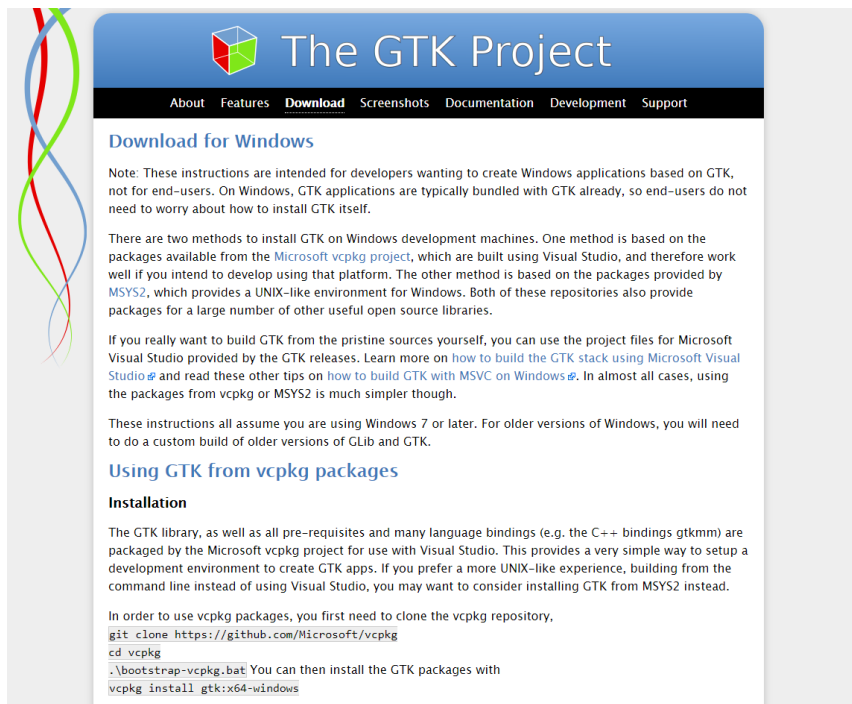 The GTK Project
About Features Download Screenshots Documentation Development Support
Download for Windows
Note: These instructions are intended for developers wanting to create Windows applications based on GTK,
not for end-users. On Windows, GTK applications are typically bundled with GTK already, so end-users do not
need to worry about how to install GTK itself.
There are two methods to install GTK on Windows development machines. One method is based on the
packages available from the Microsoft vcpkg project, which are built using Visual Studio, and therefore work
well if you intend to develop using that platform. The other method is based on the packages provided by
MSYS2, which provides a UNIX-like environment for Windows. Both of these repositories also provide
packages for a large number of other useful open source libraries.
If you really want to build GTK from the pristine sources yourself, you can use the project files for Microsoft
Visual Studio provided by the GTK releases. Learn more on how to build the GTK stack using Microsoft Visual
Studio and read these other tips on how to build GTK with MSVC on Windows. In almost all cases, using
the packages from vcpkg or MSYS2 is much simpler though.
These instructions all assume you are using Windows 7 or later. For older versions of Windows, you will need
to do a custom build of older versions of GLib and GTK.
Using GTK from vcpkg packages
Installation
The GTK library, as well as all pre-requisites and many language bindings (e.g. the C++ bindings gtkmm) are
packaged by the Microsoft vcpkg project for use with Visual Studio. This provides a very simple way to setup a
development environment to create GTK apps. If you prefer a more UNIX-like experience, building from the
command line instead of using Visual Studio, you may want to consider installing GTK from MSYS2 instead.
In order to use vcpkg packages, you first need to clone the vcpkg repository,
git clone https://github.com/Microsoft/vcpkg
cd vcpkg
.\bootstrap-vcpkg.bat You can then install the GTK packages with
vcpkg install gtk:x64-windows